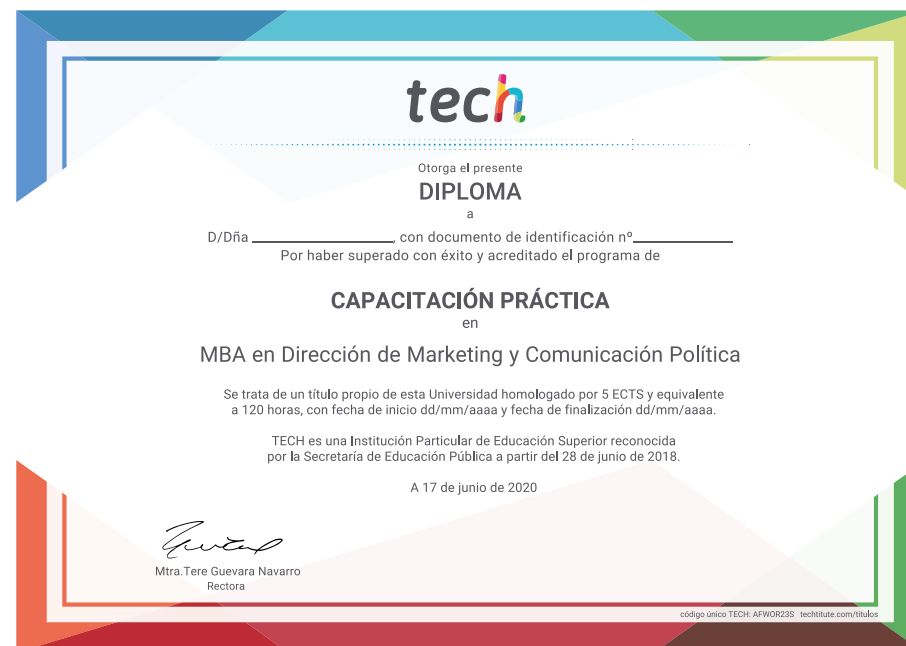 tech
Otorga el presente
DIPLOMA
a
D/Dña ____________________, con documento de identificación nº______________
Por haber superado con éxito y acreditado el programa de
CAPACITACIÓN PRÁCTICA
en
MBA en Dirección de Marketing y Comunicación Política
Se trata de un título propio de esta Universidad homologado por 5 ECTS y equivalente
a 120 horas, con fecha de inicio dd/mm/aaaa y fecha de finalización dd/mm/aaaa.
TECH es una Institución Particular de Educación Superior reconocida
por la Secretaría de Educación Pública a partir del 28 de junio de 2018.
A 17 de junio de 2020
Mtra.Tere Guevara Navarro
Rectora
código único TECH: AFWOR23S techtitute.com/titulos